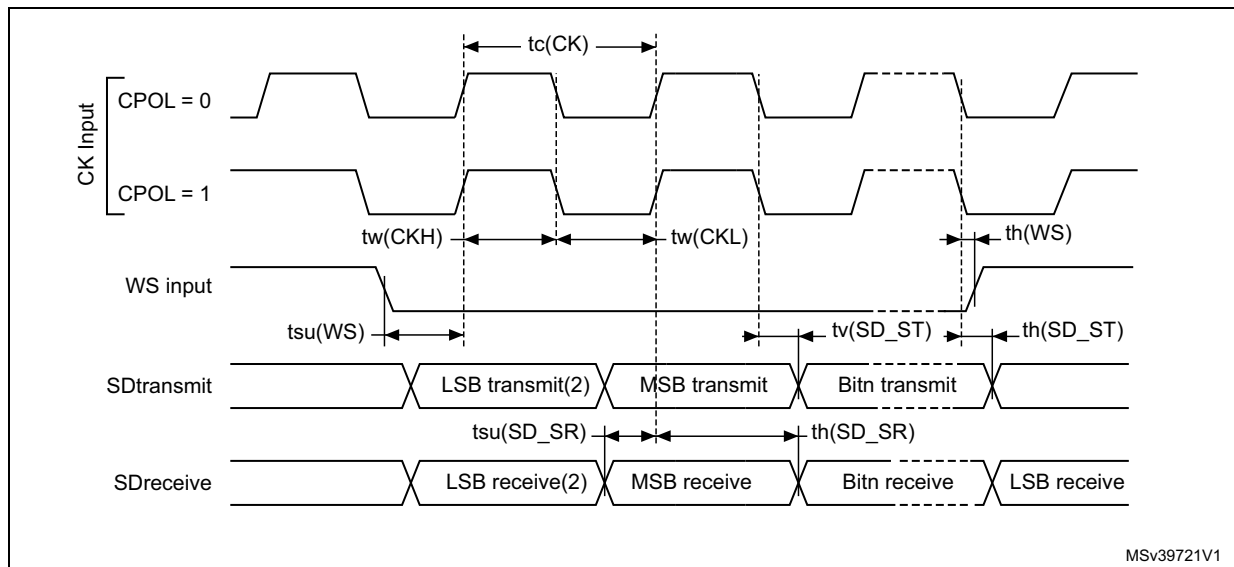 tc(CK)
CK Input
CPOL = 0
CPOL = 1
tw(CKH)
tw(CKL)
th(WS)
WS input
tsu(WS)
tv(SD_ST)
th(SD_ST)
SDtransmit
LSB transmit(2)
MSB transmit
Bitn transmit
tsu(SD_SR)
th(SD_SR)
SDreceive
LSB receive(2)
MSB receive
Bitn receive
LSB receive
MSv39721V1